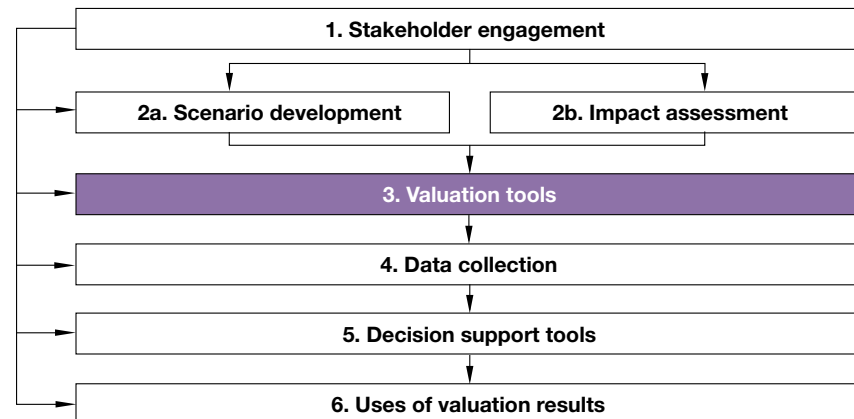 1. Stakeholder engagement
2a. Scenario development
2b. Impact assessment
3. Valuation tools
4. Data collection
5. Decision support tools
6. Uses of valuation results